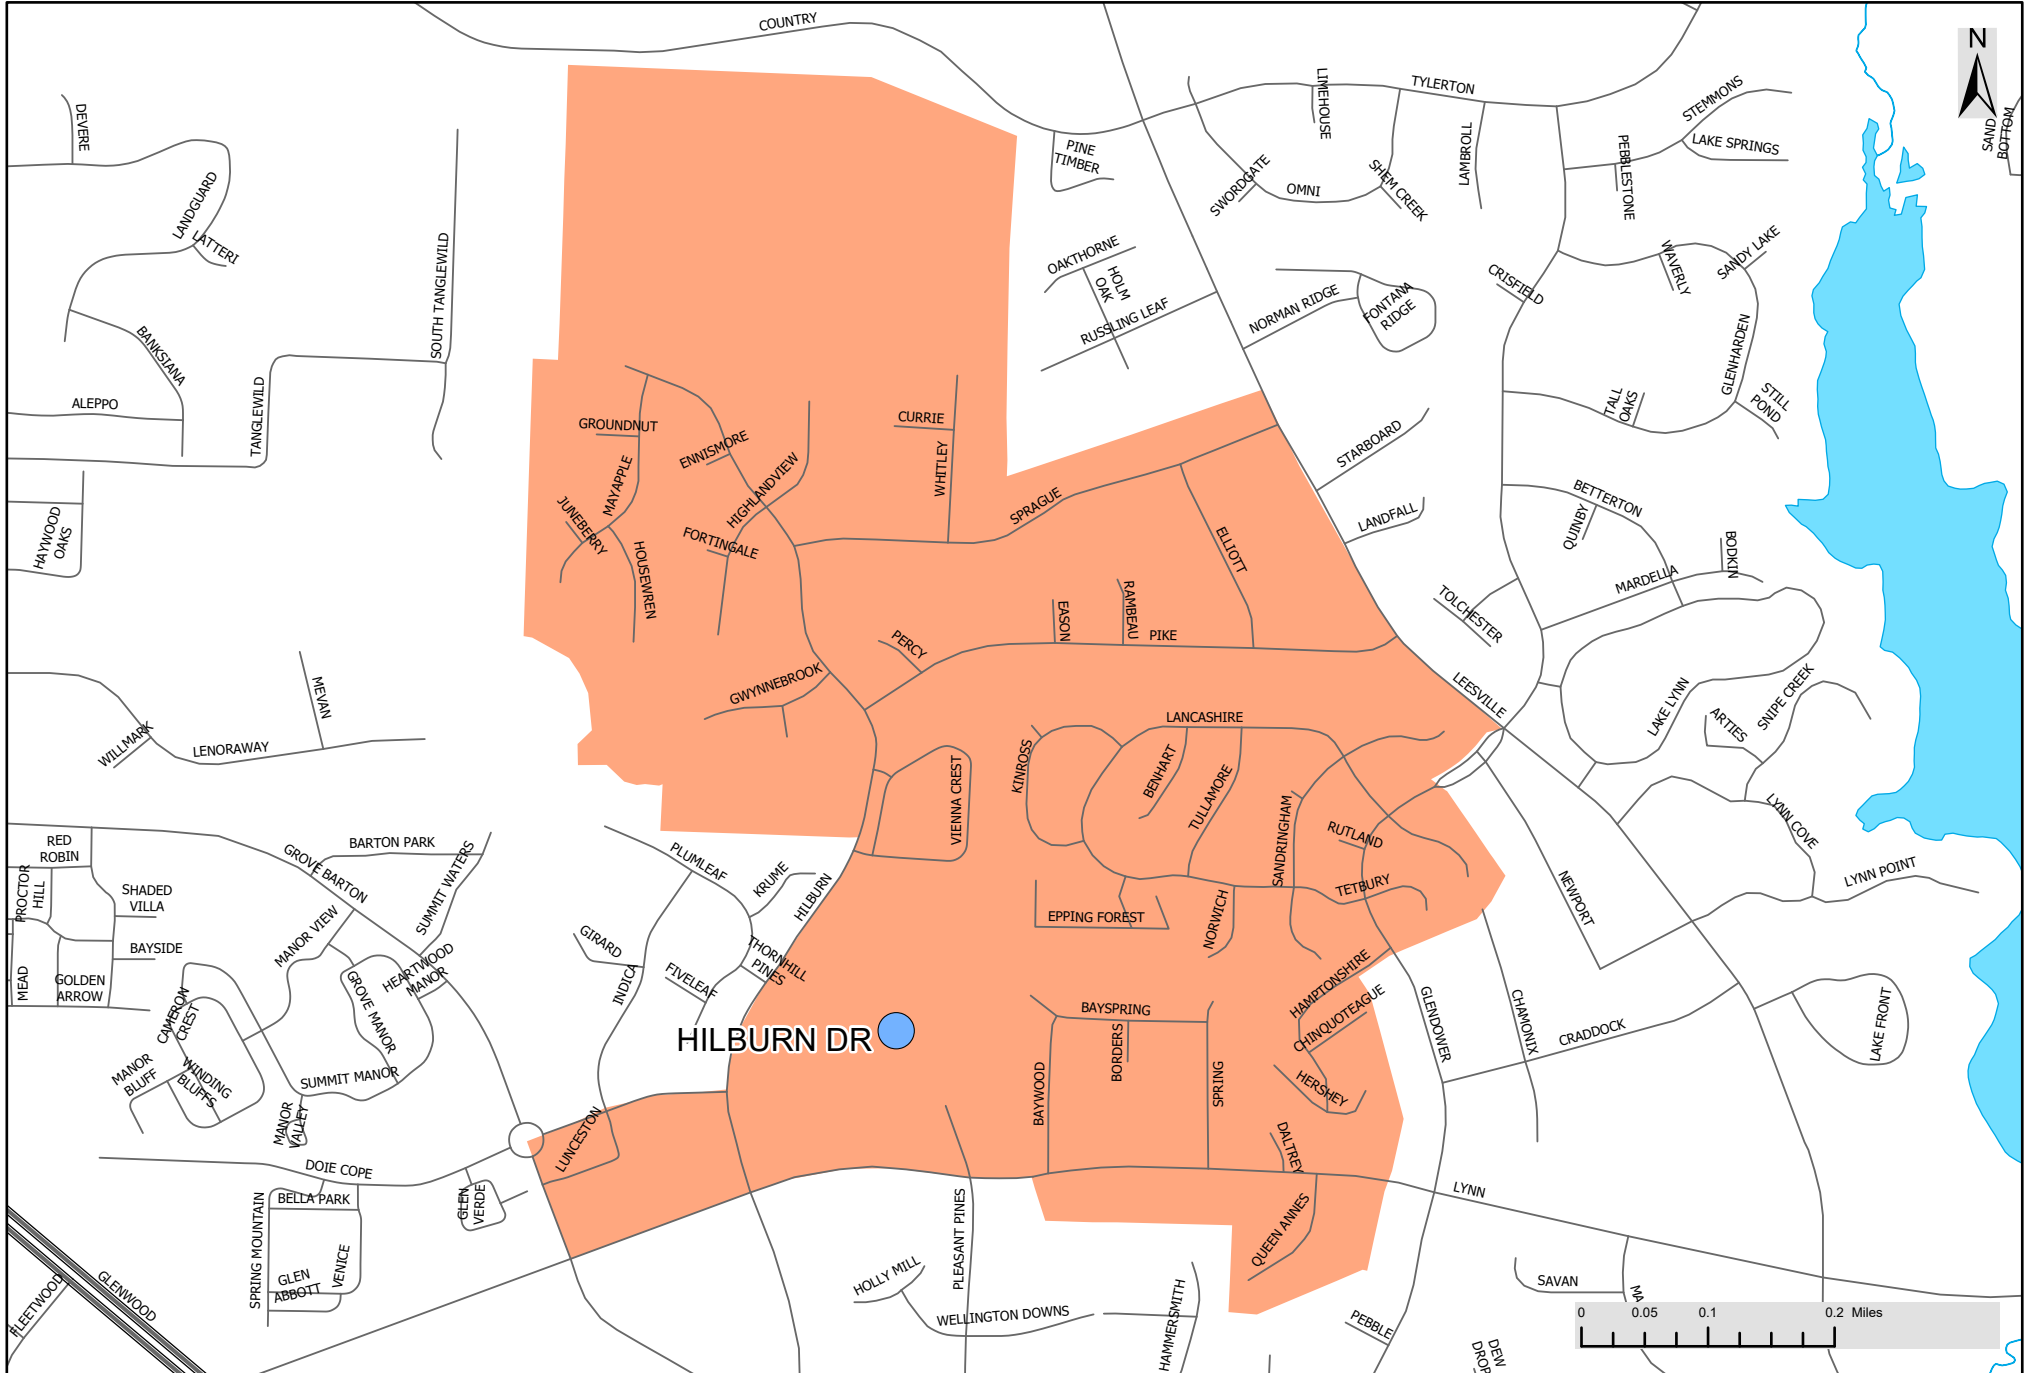 COUNTRY
N
DEVERE
LIMEHOUSE
TYLERTON
STEMMONS
SAND
BOTTOM
PINE
TIMBER
LAMBROLL
PEBBLESTONE
LAKE SPRINGS
SWORDGATE
OMNI
SHEM CREEK
LANDGUARD
LATTERI
SOUTH TANGLEWILD
OAKTHORNE
HOLM
OAK
RUSSLING LEAF
NORMAN RIDGE
FONTANA
RIDGE
CRISFIELD
WAVERLY
SANDY LAKE
BANKSIANA
GLENHARDEN
ALEPPO
TANGLEWILD
GROUNDNUT
ENNISMORE
CURRIE
WHITLEY
STARBOARD
TALL
OAKS
STILL
POND
MAYAPPLE
HIGHLANDVIEW
JUNEBERRY
HOUSEWREN
FORTINGALE
SPRAGUE
ELLIOTT
LANDFALL
BETTERTON
QUINBY
BODKIN
MARDELLA
HAYWOOD
OAKS
EASON
RAMBEAU
PIKE
TOLCHESTER
PERCY
GWYNNEBROOK
MEVAN
WILLMARK
LENORAWAY
LEESVILLE
LAKE LYNN
ARTIES
SNIPE CREEK
LANCASHIRE
KINROSS
BENHART
TULLAMORE
VIENNA CREST
SANDRINGHAM
RUTLAND
TETBURY
LYNN COVE
LYNN POINT
NEWPORT
RED
ROBIN
PROCTOR
HILL
SHADED
VILLA
BAYSIDE
MEAD
GOLDEN
ARROW
GROVE BARTON
BARTON PARK
SUMMIT WATERS
MANOR VIEW
HEARTWOOD
MANOR
GROVE MANOR
CAMERON
CREST
PLUMLEAF
KRUME
HILBURN
GIRARD
INDICA
FIVELEAF
THORNHILL
PINES
EPPING FOREST
NORWICH
HAMPTONSHIRE
CHINQUOTEAGUE
GLENDOWER
CHAMONIX
CRADDOCK
LAKE FRONT
HILBURN DR
BAYSPRING
BORDERS
BAYWOOD
SPRING
HERSHEY
DALTREY
MANOR
BLUFF
WINDING
BLUFFS
SUMMIT MANOR
MANOR
VALLEY
LUNCESTON
DOIE COPE
BELLA PARK
GLEN
VERDE
SPRING MOUNTAIN
VENICE
GLEN
ABBOTT
GLENWOOD
FLEETWOOD
PLEASANT PINES
HOLLY MILL
WELLINGTON DOWNS
HAMMERSMITH
QUEEN ANNES
LYNN
PEBBLE
SAVAN
MA
DEW
DROP
0 0.05 0.1 0.2 Miles